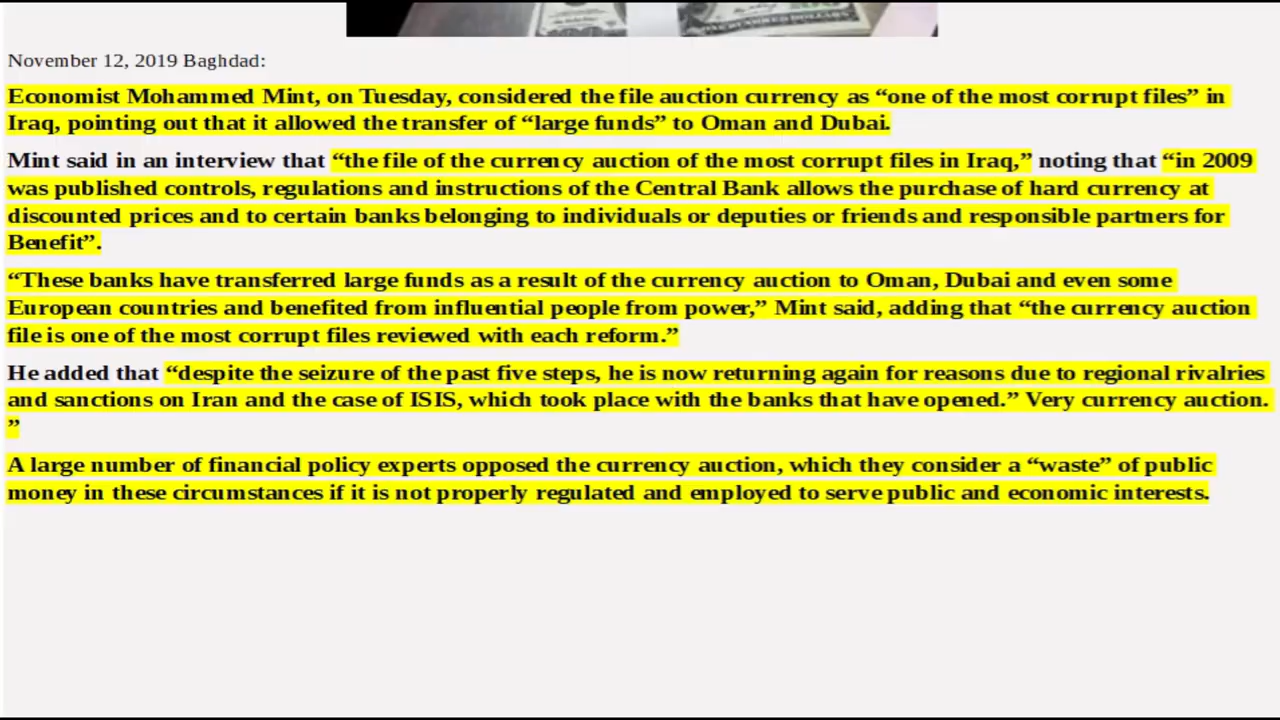 November 12, 2019 Baghdad:
Economist Mohammed Mint, on Tuesday, considered the file auction currency as “one of the most corrupt files” in
Iraq, pointing out that it allowed the transfer of “large funds” to Oman and Dubai.
Mint said in an interview that “the file of the currency auction of the most corrupt files in Iraq,” noting that “in 2009
was published controls, regulations and instructions of the Central Bank allows the purchase of hard currency at
discounted prices and to certain banks belonging to individuals or deputies or friends and responsible partners for
Benefit”.
“These banks have transferred large funds as a result of the currency auction to Oman, Dubai and even some
European countries and benefited from influential people from power,” Mint said, adding that “the currency auction
file is one of the most corrupt files reviewed with each reform.”
He added that “despite the seizure of the past five steps, he is now returning again for reasons due to regional rivalries
and sanctions on Iran and the case of ISIS, which took place with the banks that have opened.” Very currency auction.
”
A large number of financial policy experts opposed the currency auction, which they consider a “waste” of public
money in these circumstances if it is not properly regulated and employed to serve public and economic interests.